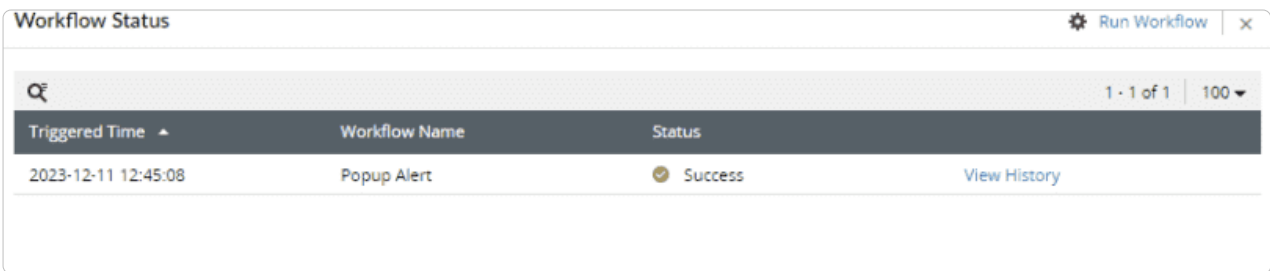 Workflow Status Run Workflow
1 - 1 of 1 100
Triggered Time Workflow Name Status
2023-12-11 12:45:08 Popup Alert Success View History